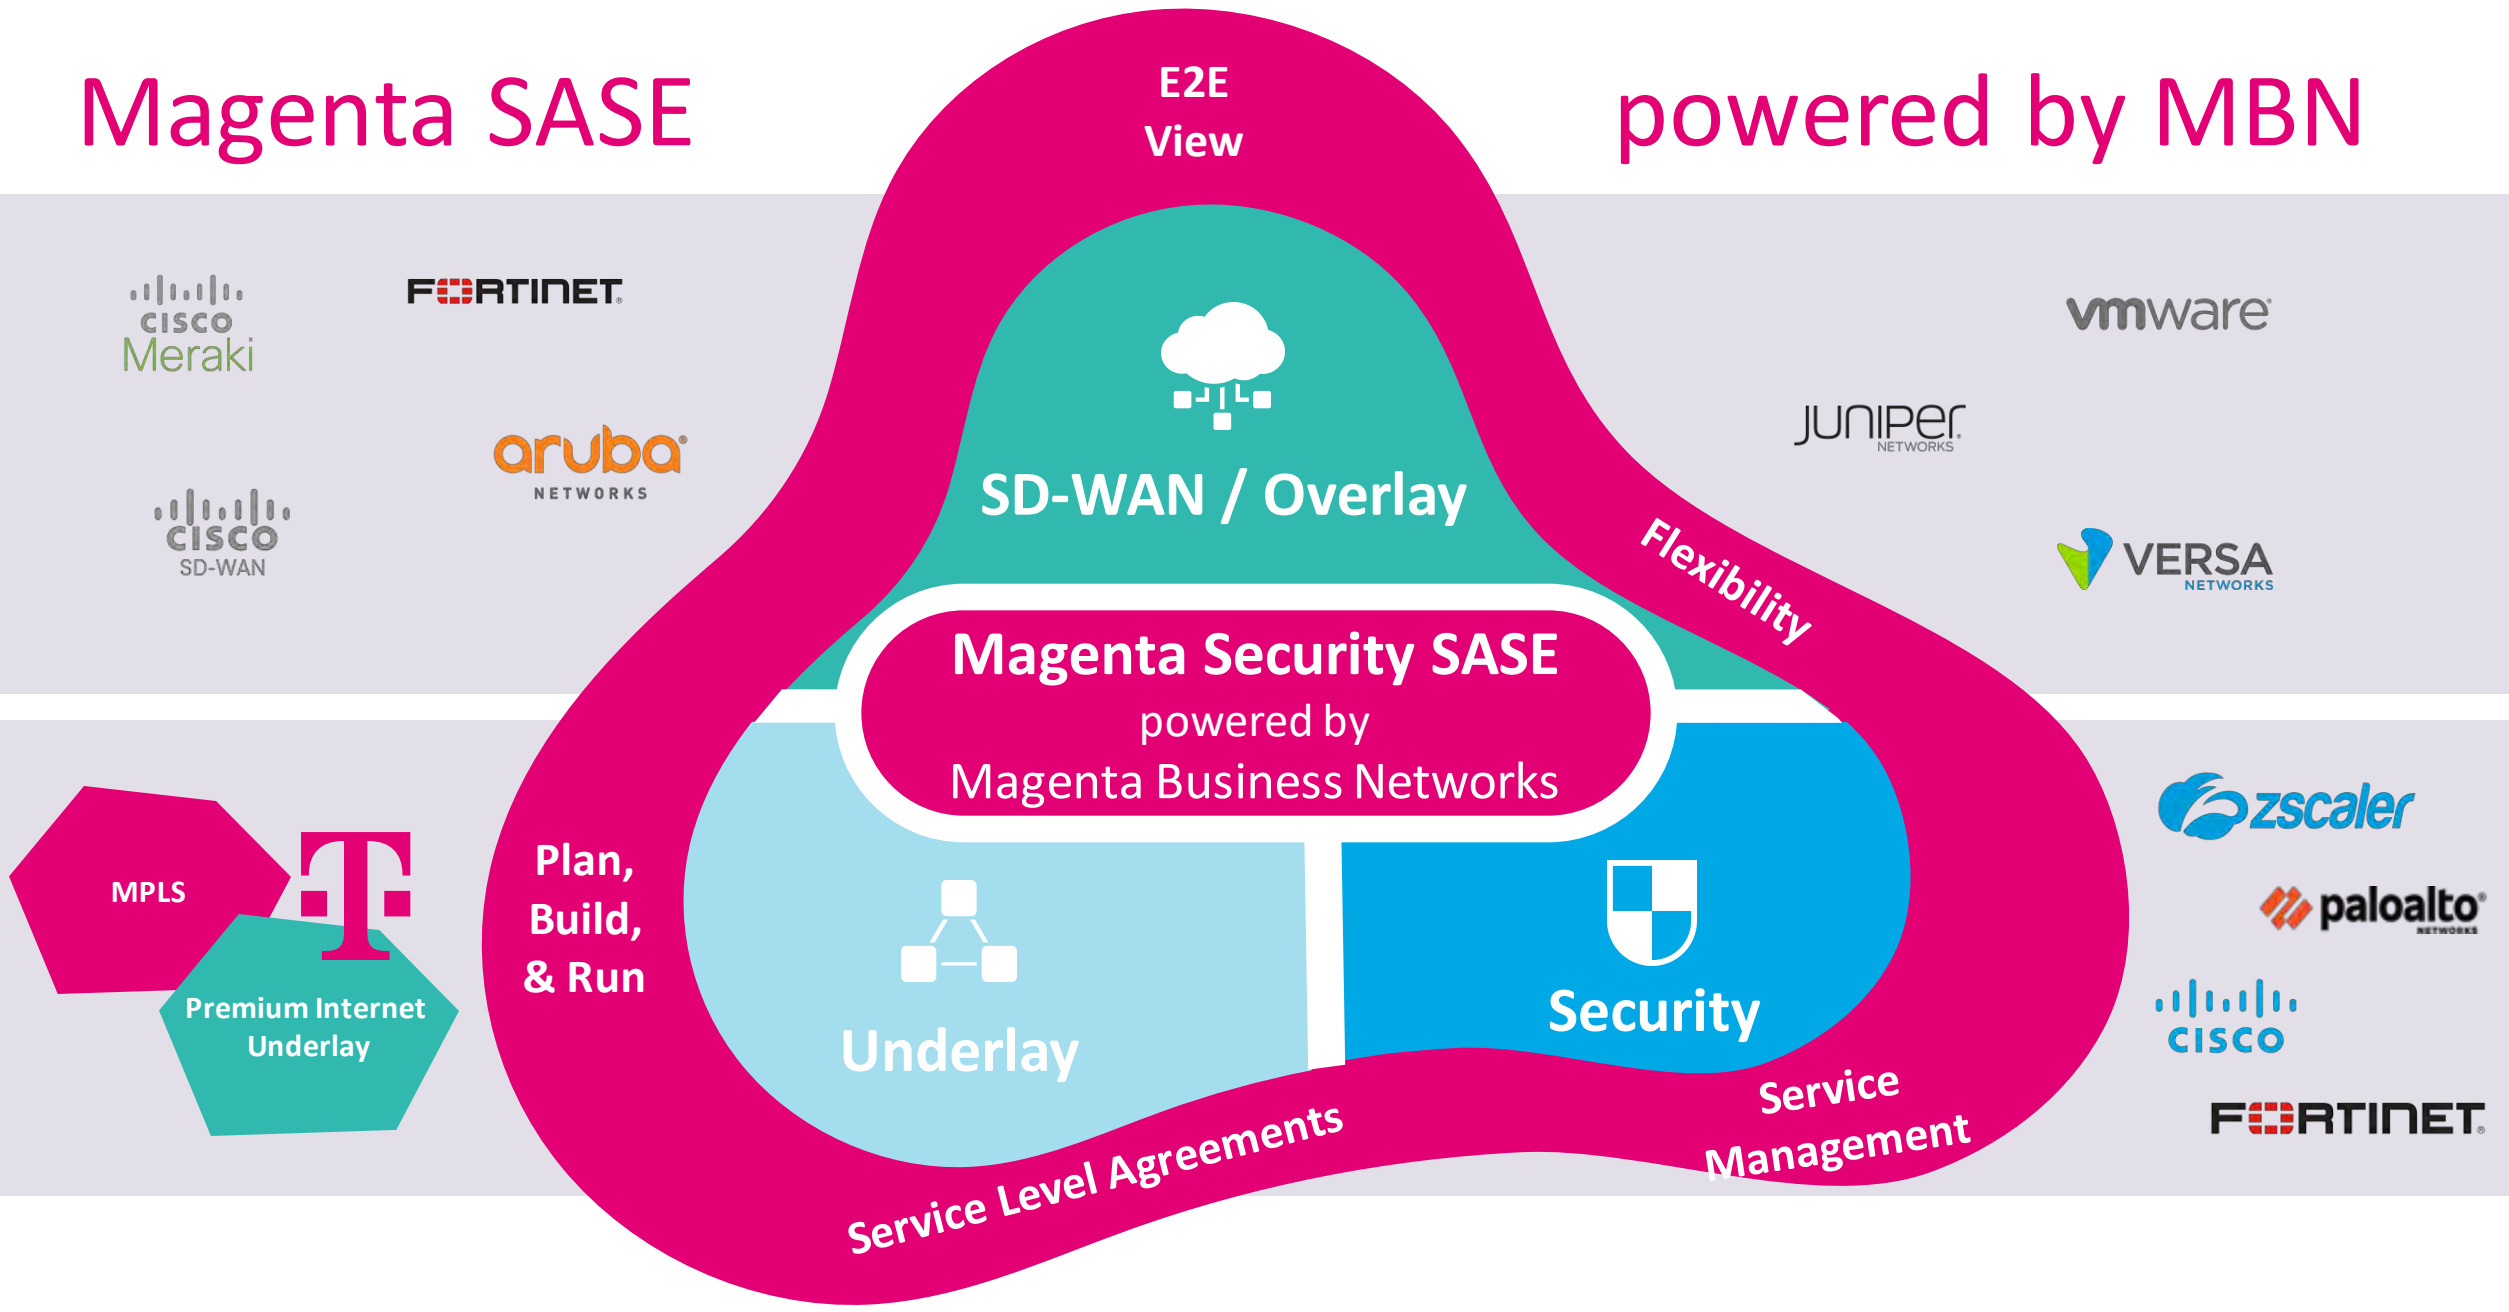 Magenta SASE
powered by MBN
E2E
View
cisco
Meraki
FORTINET®
aruba®
NETWORKS
cisco
SD-WAN
vmware®
JUNIPer
NETWORKS
VERSA
NETWORKS
SD-WAN / Overlay
Flexibility
Magenta Security SASE
powered by
Magenta Business Networks
MPLS
T
Premium Internet
Underlay
Plan,
Build,
& Run
Underlay
Security
Service Level Agreements
Service
Management
zscaler
paloalto®
NETWORKS
CISCO
FORTINET®